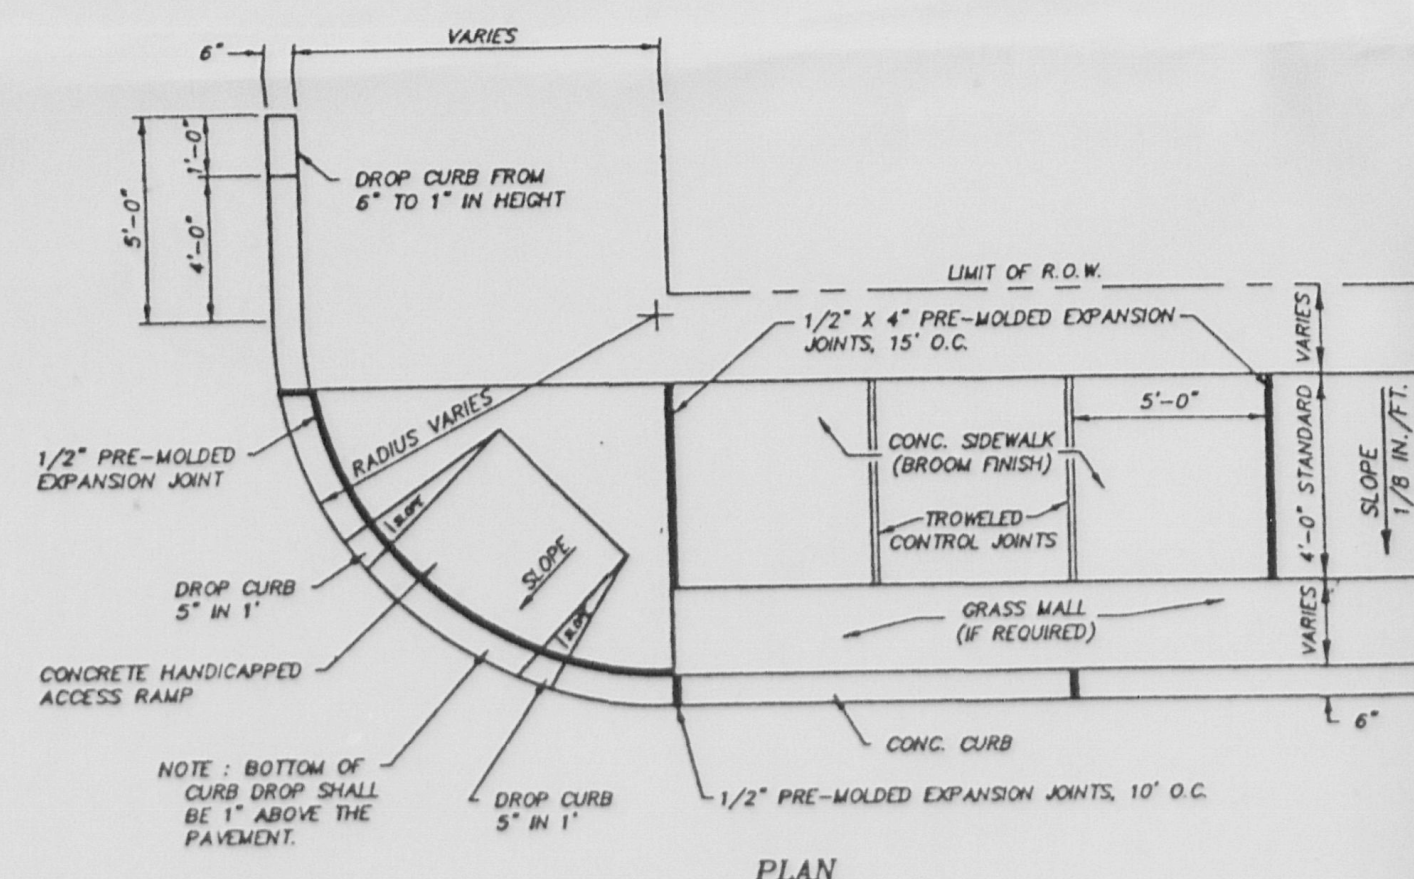 6"
VARIES
5'-0"
1'-0"
4'-0"
DROP CURB FROM
6" TO 1" IN HEIGHT
LIMIT OF R.O.W.
1/2" X 4" PRE-MOLDED EXPANSION
JOINTS, 15' O.C.
VARIES
5'-0"
RADIUS VARIES
1/2" PRE-MOLDED
EXPANSION JOINT
CONC. SIDEWALK
(BROOM FINISH)
4'-0" STANDARD
SLOPE
1/8 IN./FT.
SLOPE
TROWELED
CONTROL JOINTS
SLOPE
DROP CURB
5" IN 1'
SLOPE
GRASS MALL
(IF REQUIRED)
VARIES
CONCRETE HANDICAPPED
ACCESS RAMP
6"
CONC. CURB
NOTE : BOTTOM OF
CURB DROP SHALL
BE 1" ABOVE THE
PAVEMENT.
DROP CURB
5" IN 1'
1/2" PRE-MOLDED EXPANSION JOINTS, 10' O.C.
PLAN